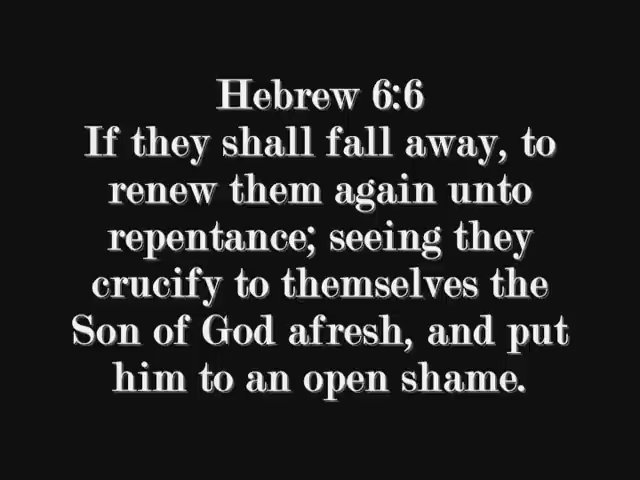 Hebrew 6:6
If they shall fall away, to
renew them again unto
repentance; seeing they
crucify to themselves the
Son of God afresh, and put
him to an open shame.